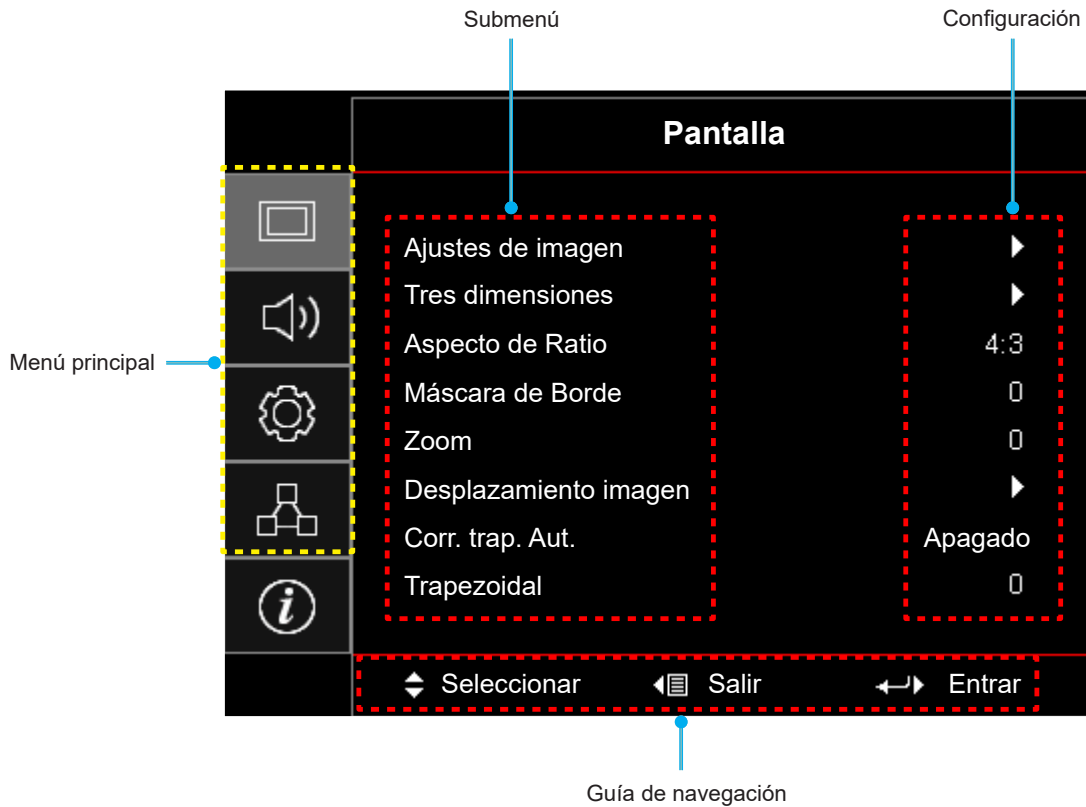 Submenú
Configuración
Pantalla
Ajustes de imagen
Tres dimensiones
Aspecto de Ratio 4:3
Menú principal
Máscara de Borde 0
Zoom 0
Desplazamiento imagen
Corr. trap. Aut. Apagado
Trapezoidal 0
i
Seleccionar Salir Entrar
Guía de navegación